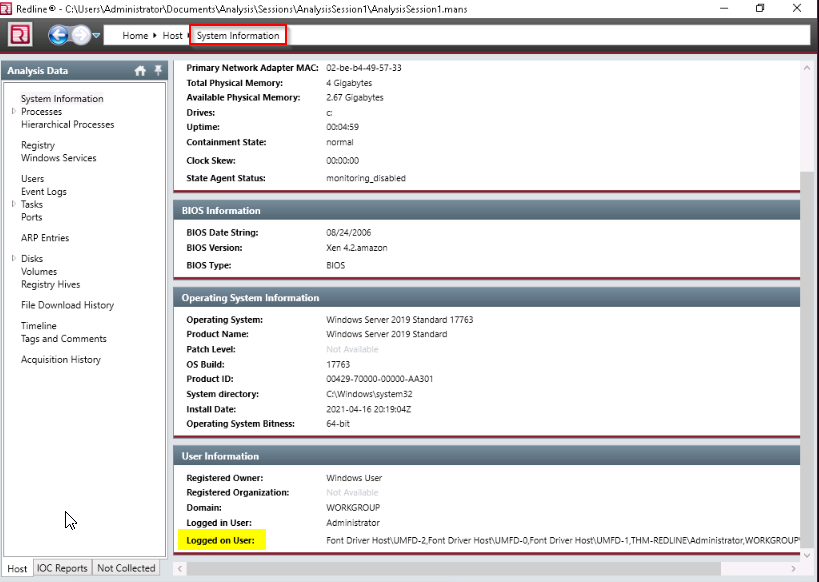 Redline® - C:\Users\Administrator\Documents\Analysis\Sessions\AnalysisSession1\AnalysisSession1.mans
Home Host System Information
Analysis Data
System Information
Processes
Hierarchical Processes
Registry
Windows Services
Users
Event Logs
Tasks
Ports
ARP Entries
Disks
Volumes
Registry Hives
File Download History
Timeline
Tags and Comments
Acquisition History
Host IOC Reports Not Collected
Primary Network Adapter MAC: 02-be-b4-49-57-33
Total Physical Memory: 4 Gigabytes
Available Physical Memory: 2.67 Gigabytes
Drives: c:
Uptime: 00:04:59
Containment State: normal
Clock Skew: 00:00:00
State Agent Status: monitoring_disabled
BIOS Information
BIOS Date String: 08/24/2006
BIOS Version: Xen 4.2.amazon
BIOS Type: BIOS
Operating System Information
Operating System: Windows Server 2019 Standard 17763
Product Name: Windows Server 2019 Standard
Patch Level: Not Available
OS Build: 17763
Product ID: 00429-70000-00000-AA301
System directory: C:\Windows\system32
Install Date: 2021-04-16 20:19:04Z
Operating System Bitness: 64-bit
User Information
Registered Owner: Windows User
Registered Organization: Not Available
Domain: WORKGROUP
Logged in User: Administrator
Logged on User: Font Driver Host\UMFD-2,Font Driver Host\UMFD-0,Font Driver Host\UMFD-1,THM-REDLINE\Administrator,WORKGROUP\